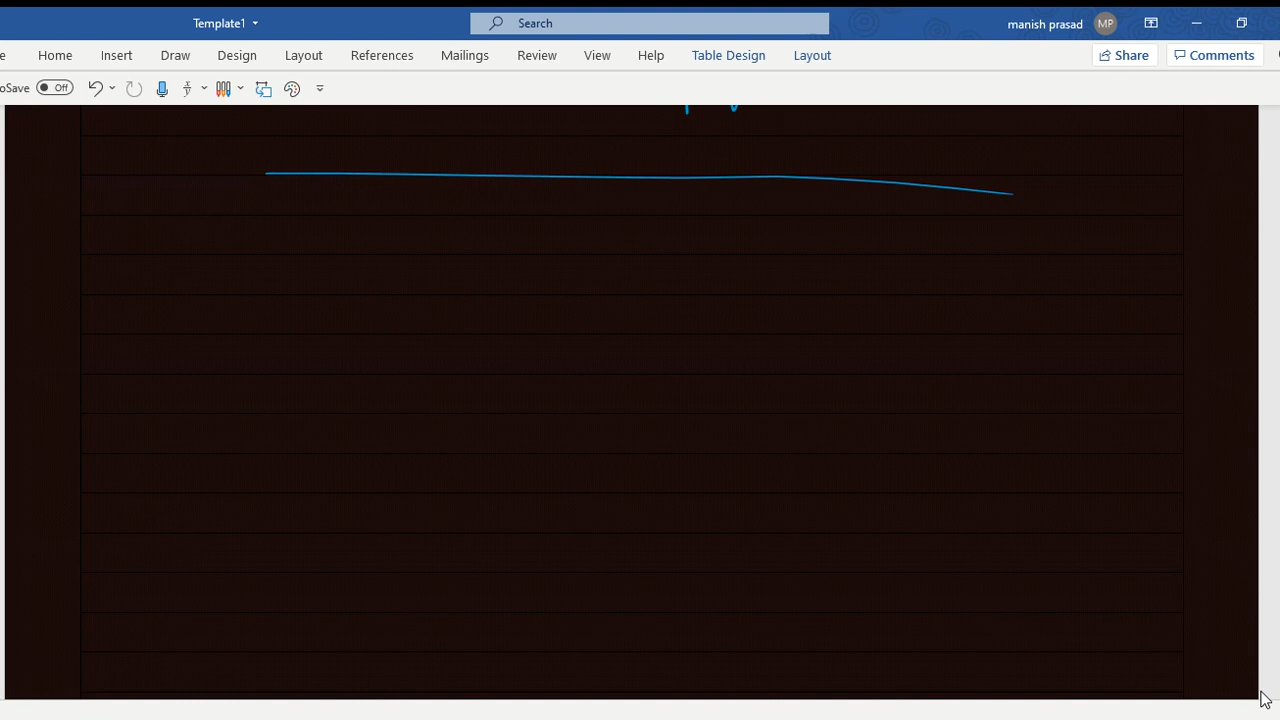 Template1
Search
manish prasad
MP
e
Home
Insert
Draw
Design
Layout
References
Mailings
Review
View
Help
Table Design
Layout
Share
Comments
oSave
Off